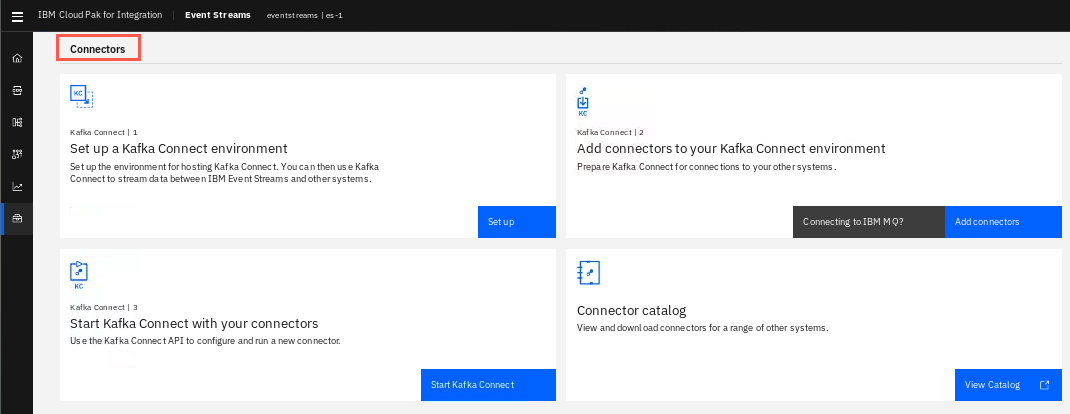 IBM Cloud Pak for Integration | Event Streams eventstreams | es-1
Connectors
KC
Kafka Connect | 1
Set up a Kafka Connect environment
Set up the environment for hosting Kafka Connect. You can then use Kafka
Connect to stream data between IBM Event Streams and other systems.
Set up
KC
Kafka Connect | 2
Add connectors to your Kafka Connect environment
Prepare Kafka Connect for connections to your other systems.
Connecting to IBM MQ?
Add connectors
KC
Kafka Connect | 3
Start Kafka Connect with your connectors
Use the Kafka Connect API to configure and run a new connector.
Start Kafka Connect
Connector catalog
View and download connectors for a range of other systems.
View Catalog